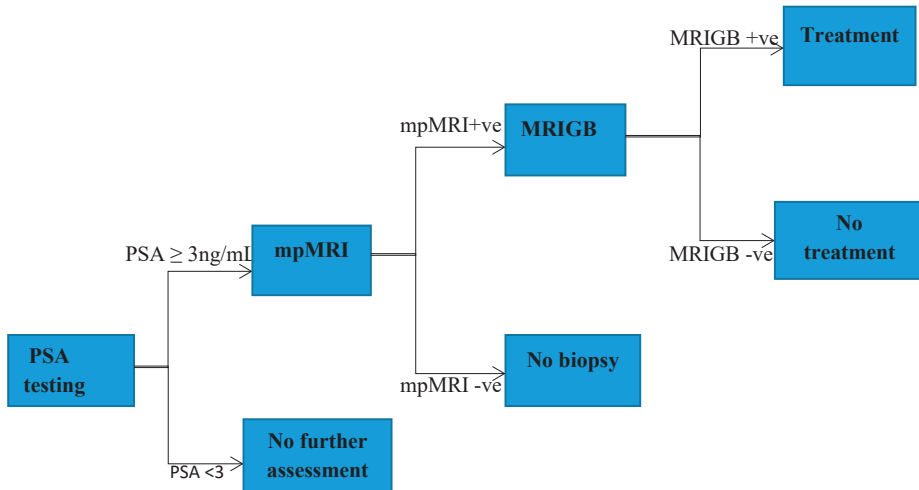 MRIGB +ve
Treatment
mpMRI+ve
MRIGB
No
treatment
MRIGB -ve
PSA ≥ 3ng/mL
mpMRI
PSA
testing
No biopsy
mpMRI -ve
No further
assessment
PSA <3